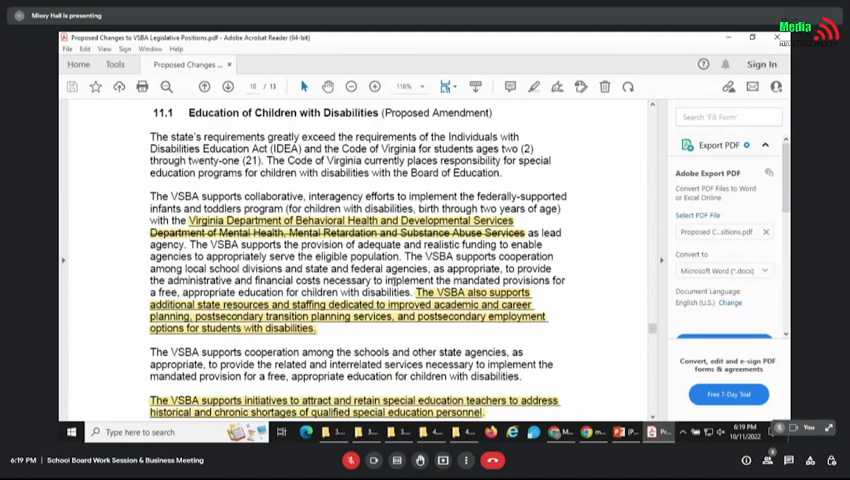 Missy Hall is presenting
Media
Proposed Changes to VSBA Legislative Positions.pdf - Adobe Acrobat Reader (64-bit)
File Edit View Sign Window Help
Home Tools Proposed Changes ... × Sign In
10 / 13 116%
11.1 Education of Children with Disabilities (Proposed Amendment)
The state's requirements greatly exceed the requirements of the Individuals with
Disabilities Education Act (IDEA) and the Code of Virginia for students ages two (2)
through twenty-one (21). The Code of Virginia currently places responsibility for special
education programs for children with disabilities with the Board of Education.
The VSBA supports collaborative, interagency efforts to implement the federally-supported
infants and toddlers program (for children with disabilities, birth through two years of age)
with the Virginia Department of Behavioral Health and Developmental Services
Department of Mental Health, Mental Retardation and Substance Abuse Services as lead
agency. The VSBA supports the provision of adequate and realistic funding to enable
agencies to appropriately serve the eligible population. The VSBA supports cooperation
among local school divisions and state and federal agencies, as appropriate, to provide
the administrative and financial costs necessary to implement the mandated provisions for
a free, appropriate education for children with disabilities. The VSBA also supports
additional state resources and staffing dedicated to improved academic and career
planning, postsecondary transition planning services, and postsecondary employment
options for students with disabilities.
The VSBA supports cooperation among the schools and other state agencies, as
appropriate, to provide the related and interrelated services necessary to implement the
mandated provision for a free, appropriate education for children with disabilities.
The VSBA supports initiatives to attract and retain special education teachers to address
historical and chronic shortages of qualified special education personnel.
Search 'Fill Form'
Export PDF
Adobe Export PDF
Convert PDF Files to Word
or Excel Online
Select PDF File
Proposed C...sitions.pdf ×
Convert to
Microsoft Word (*.docx)
Document Language:
English (U.S.) Change
Convert, edit and e-sign PDF
forms & agreements
Free 7-Day Trial
Type here to search
6:19 PM
10/11/2022
You
6:19 PM | School Board Work Session & Business Meeting